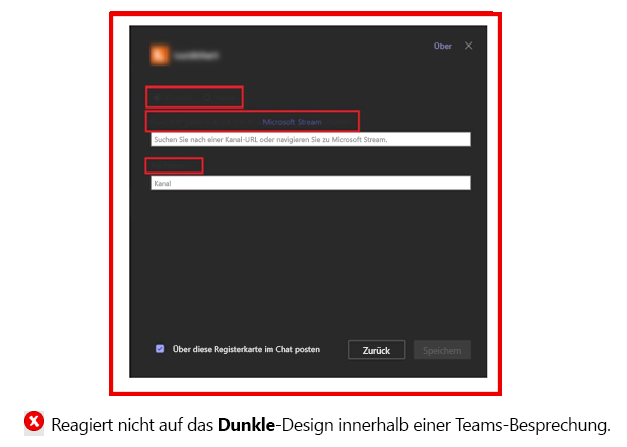 Über
Microsoft Stream
Suchen Sie nach einer Kanal-URL oder navigieren Sie zu Microsoft Stream.
Kanal
Über diese Registerkarte im Chat posten
Zurück
Speichern
Reagiert nicht auf das Dunkle-Design innerhalb einer Teams-Besprechung.